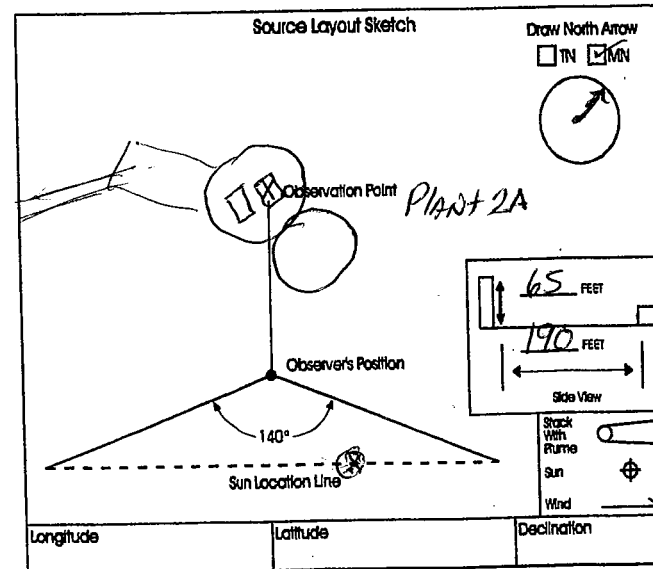 Source Layout Sketch
Draw North Arrow
TN MN
Observation Point
PlANt 2A
65 FEET
190 FEET
Side View
Observer's Position
140°
Sun Location Line
Stack
With
Plume
Sun
Wind
Longitude
Latitude
Declination